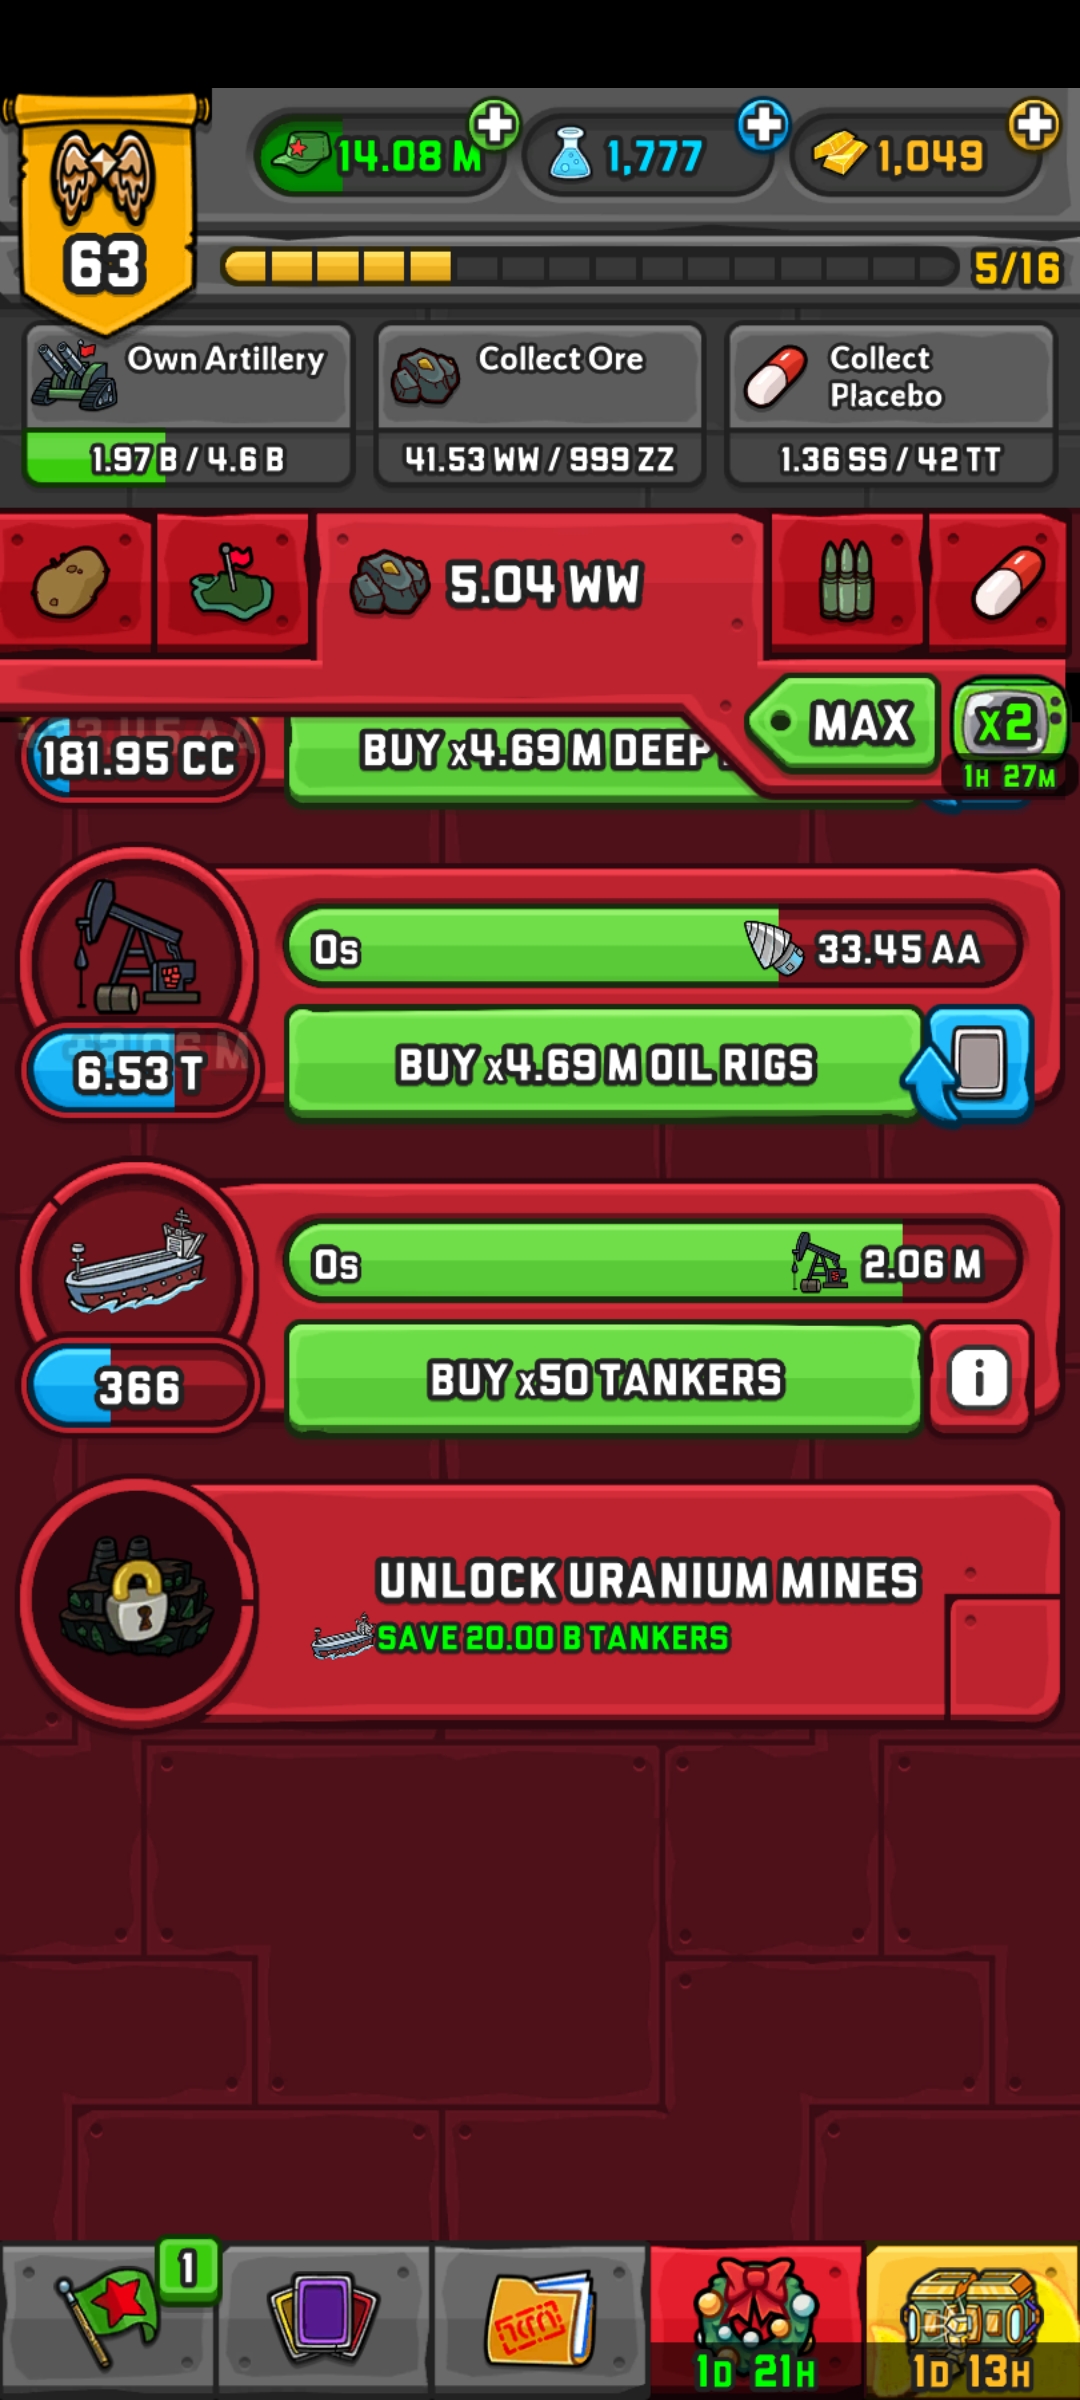 14.08 M
1,777
1,049
63
5/16
Own Artillery
1.97 B / 4.6 B
Collect Ore
41.53 WW / 999 ZZ
Collect
Placebo
1.36 SS / 42 TT
5.04 WW
MAX
X2
1H 27M
181.95 CC
BUY x4.69 M DEEP
0s
33.45 AA
6.53 T
BUY x4.69 M OIL RIGS
0s
2.06 M
366
BUY x50 TANKERS
i
UNLOCK URANIUM MINES
SAVE 20.00 B TANKERS
1
1D 21H
1D 13H